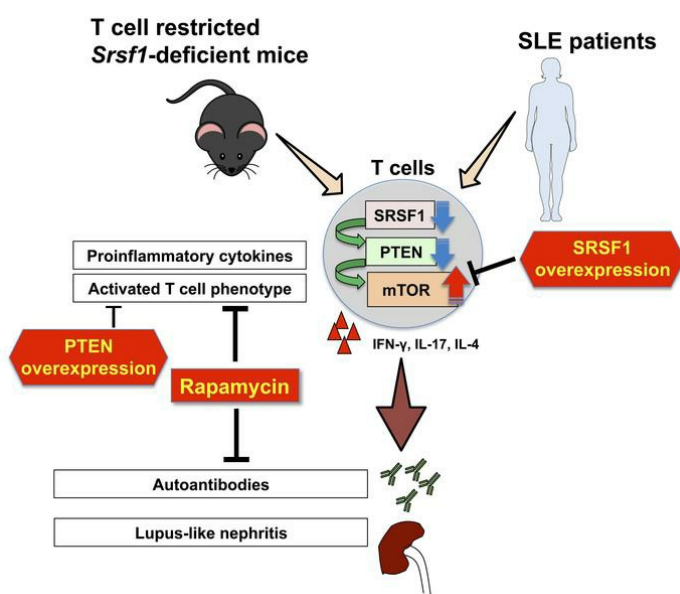 T cell restricted
Srsf1-deficient mice
SLE patients
T cells
SRSF1
PTEN
mTOR
SRSF1
overexpression
Proinflammatory cytokines
Activated T cell phenotype
PTEN
overexpression
Rapamycin
IFN-γ, IL-17, IL-4
Autoantibodies
Lupus-like nephritis